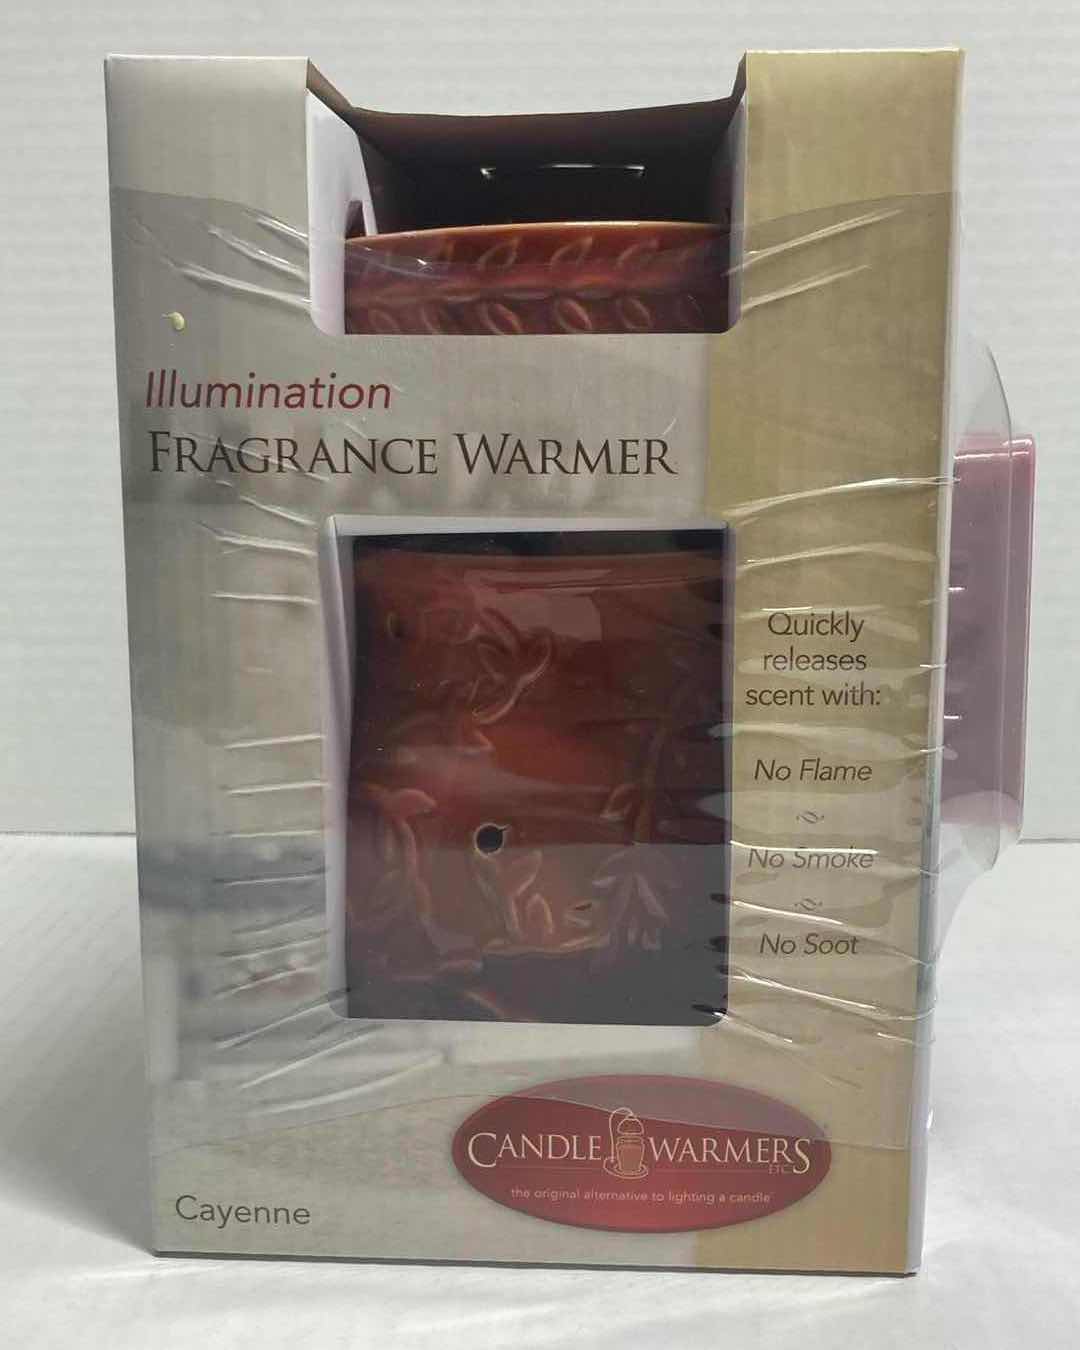 Illumination
FRAGRANCE WARMER
Quickly
releases
scent with:
No Flame
No Smoke
No Soot
CANDLE WARMERS
ETC
the original alternative to lighting a candle
Cayenne